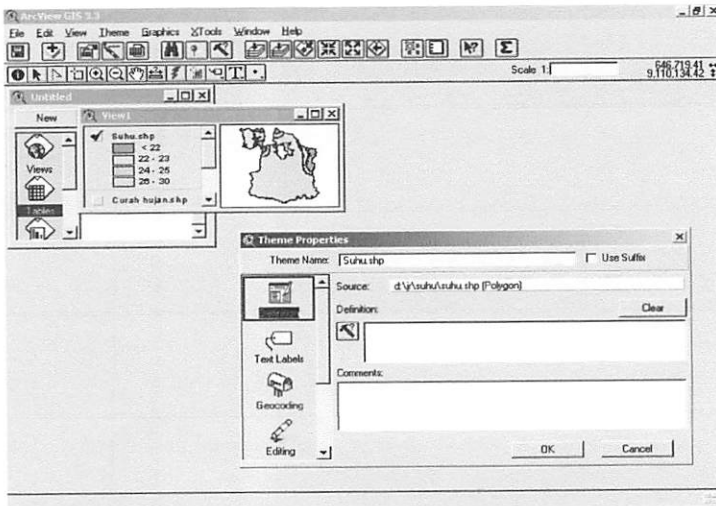 ArcView GIS 3.3
File Edit View Theme Graphics XTools Window Help
Scale 1:
646,719.41
9,110,134.42
Untitled
New
Views
Tables
View1
Suhu.shp
< 22
22 - 23
24 - 25
26 - 30
Curah hujan.shp
Theme Properties
Theme Name: Suhu.shp
Use Suffix
Source: d:\jr\suhu\suhu.shp [Polygon]
Definition:
Clear
Text Labels
Geocoding
Editing
Comments:
OK
Cancel